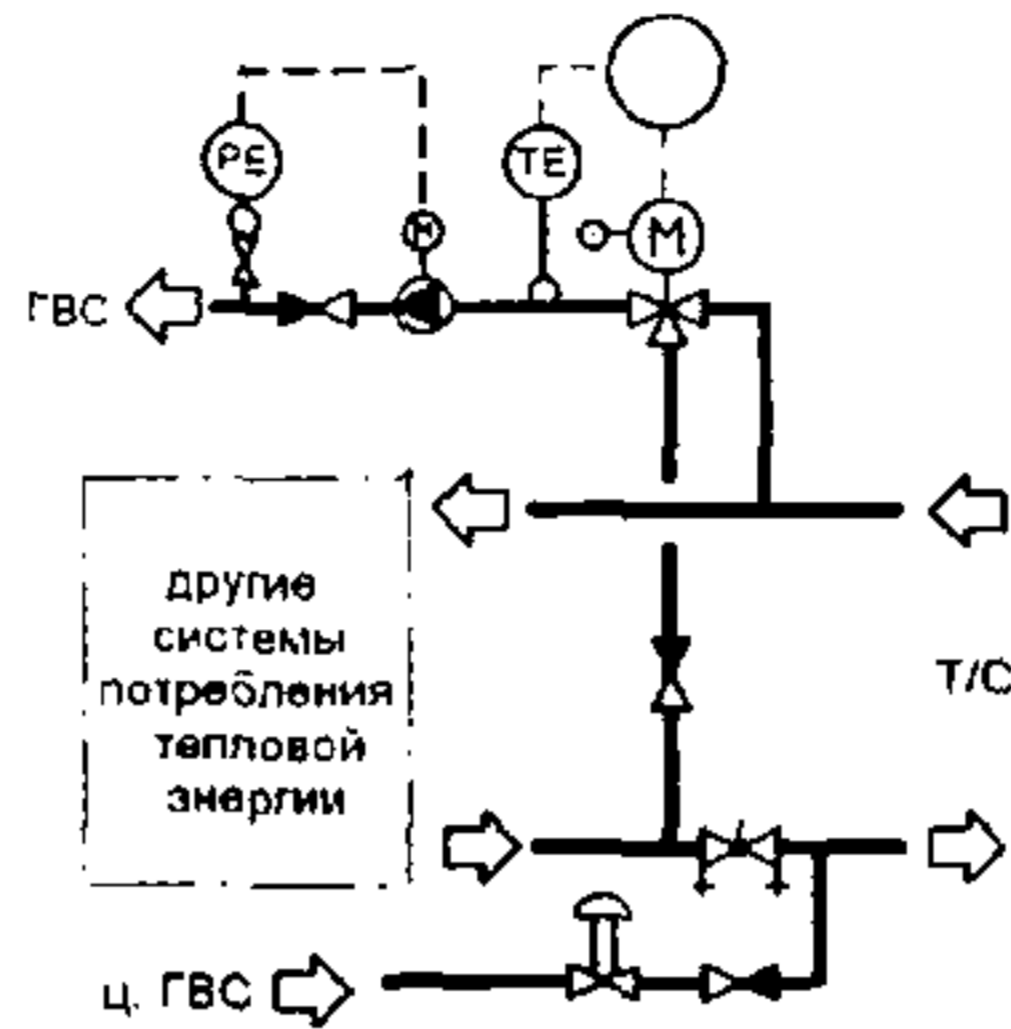 PE
TE
M
M
ГВС
другие
системы
потребления
тепловой
энергии
Т/С
ц. ГВС